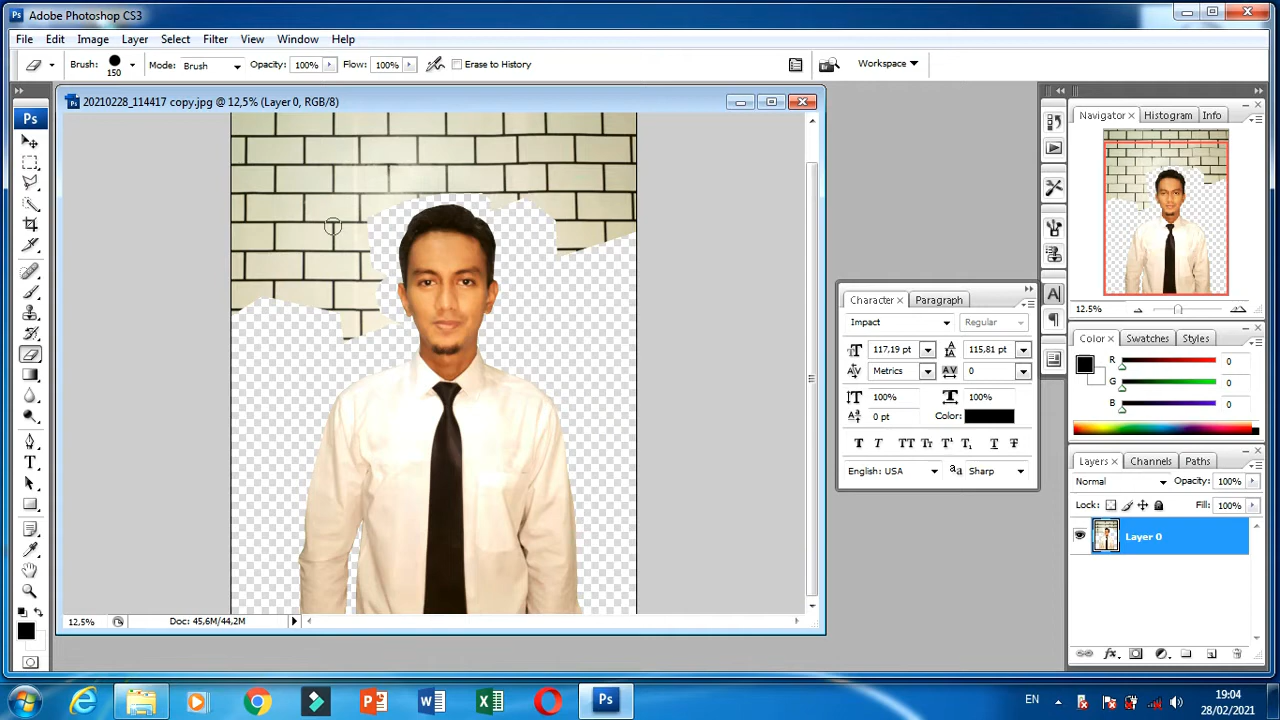 Adobe Photoshop CS3
File Edit Image Layer Select Filter View Window Help
Brush: 150 Mode: Brush Opacity: 100% Flow: 100% Erase to History Workspace
20210228_114417 copy.jpg @ 12,5% (Layer 0, RGB/8)
Navigator Histogram Info
12.5%
Character Paragraph
Impact Regular
117,19 pt 115,81 pt
Metrics 0
100% 100%
0 pt Color:
English: USA Sharp
Color Styles Swatches
R 0
G 0
B 0
Layers Channels Paths
Normal Opacity: 100%
Lock: Fill: 100%
Layer 0
12,5% Doc: 45,6M/44,2M
EN 19:04
28/02/2021